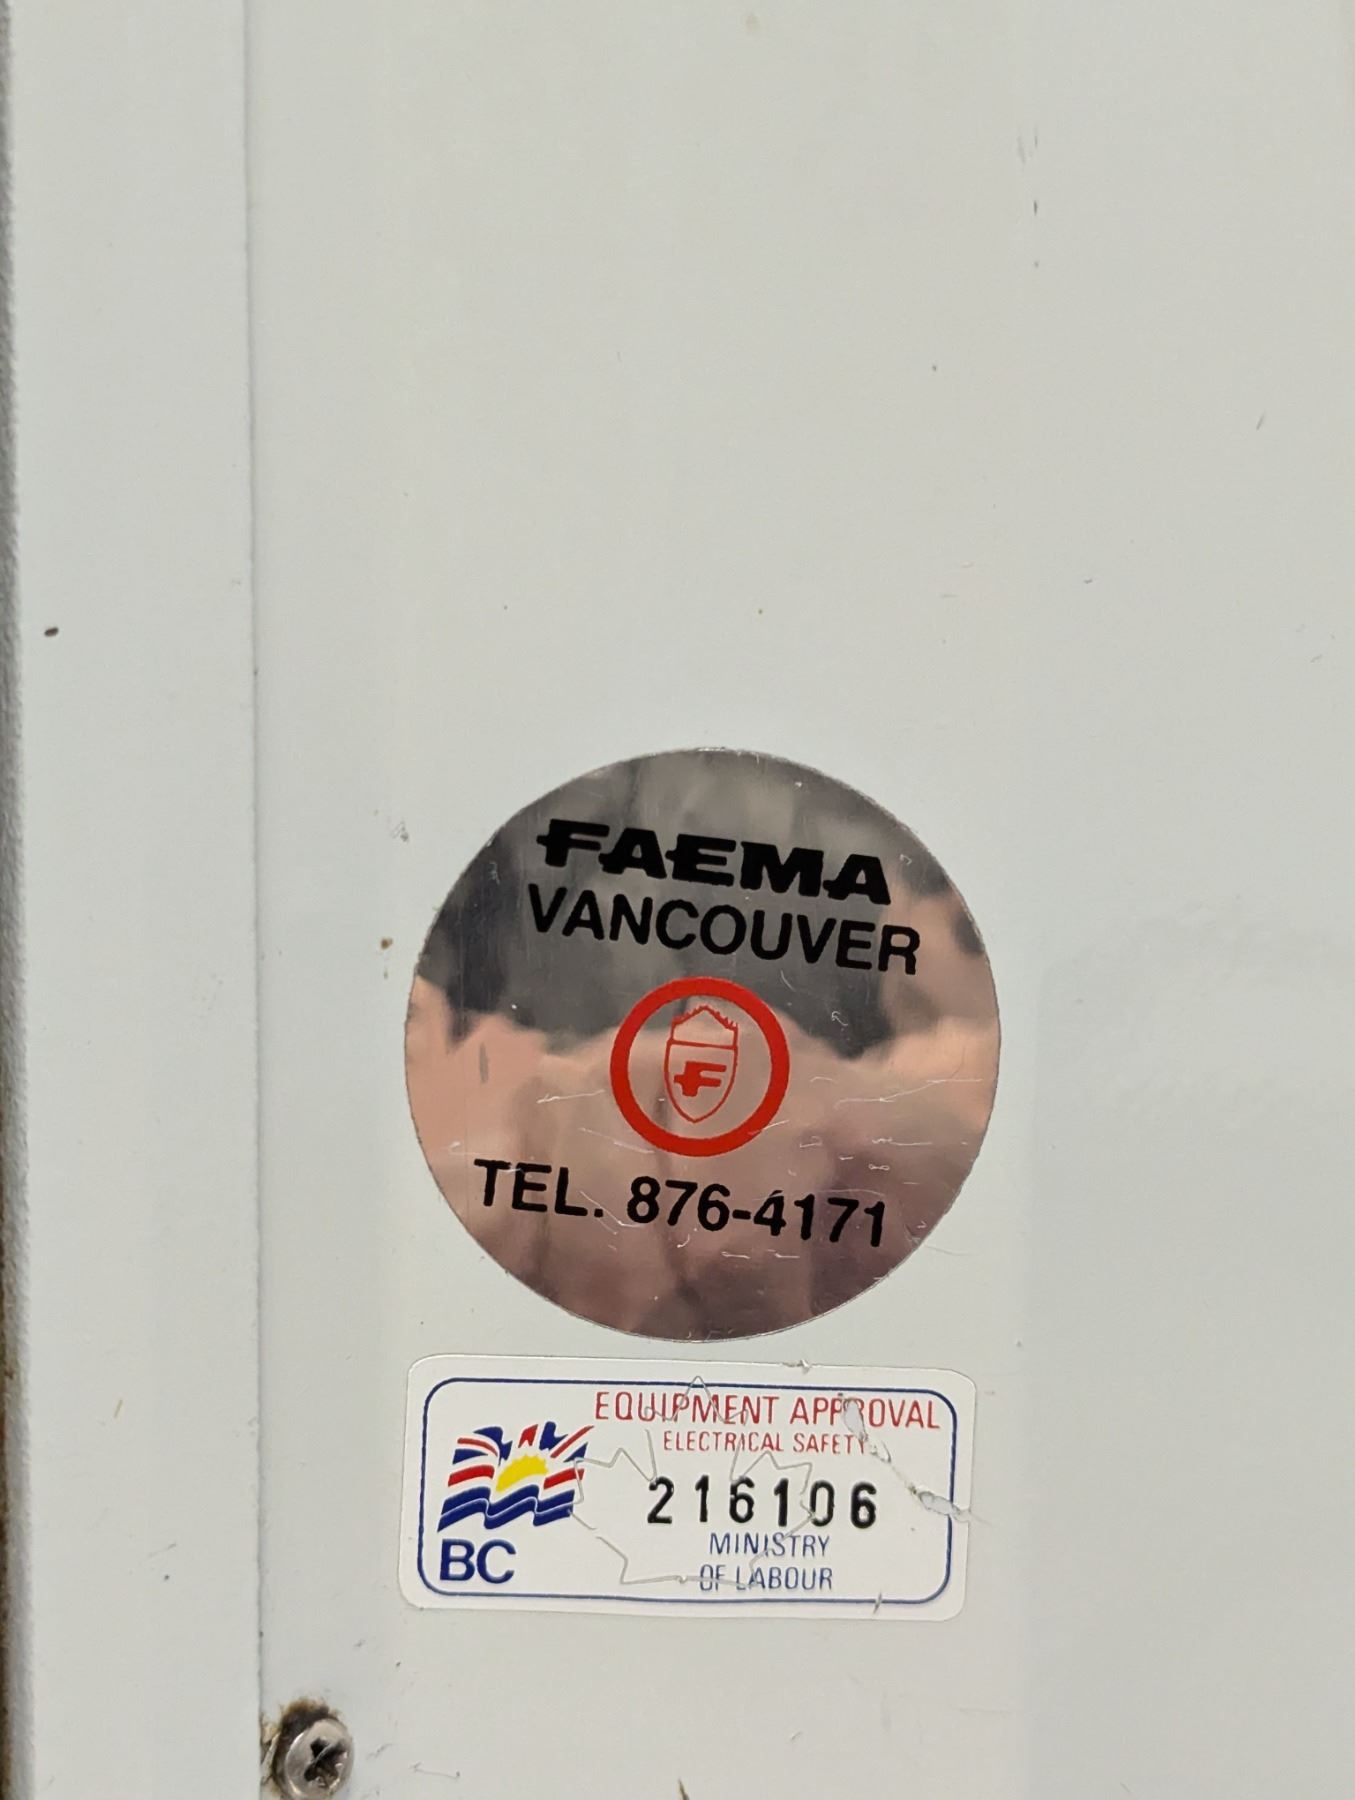 FAEMA
VANCOUVER
F
TEL. 876-4171
EQUIPMENT APPROVAL
ELECTRICAL SAFETY
216106
MINISTRY
OF LABOUR
BC